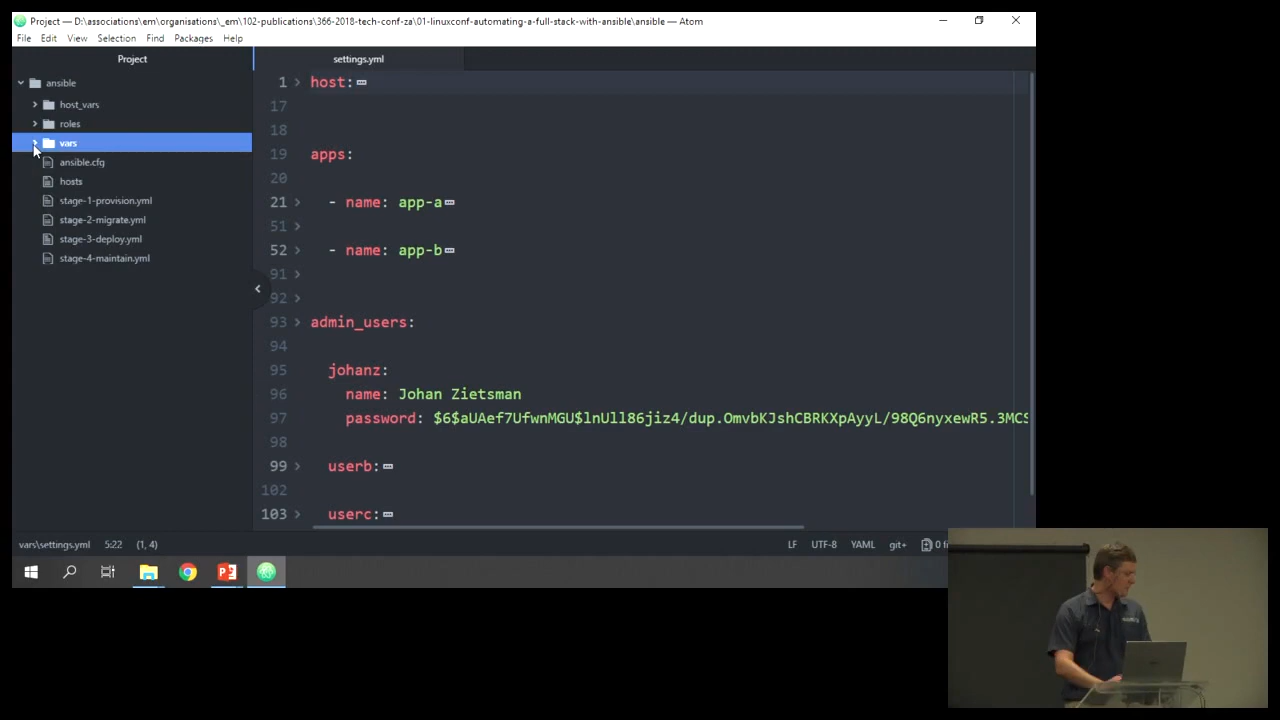 Project — D:\associations\em\organisations\_em\102-publications\366-2018-tech-conf-za\01-linuxconf-automating-a-full-stack-with-ansible\ansible — Atom
File Edit View Selection Find Packages Help
Project
settings.yml
ansible
host_vars
roles
vars
ansible.cfg
hosts
stage-1-provision.yml
stage-2-migrate.yml
stage-3-deploy.yml
stage-4-maintain.yml
1 host:
17
18
19 apps:
20
21 - name: app-a
51
52 - name: app-b
91
92
93 admin_users:
94
95 johanz:
96 name: Johan Zietsman
97 password: $6$aUAef7UfwnMGU$lnUll86jiz4/dup.OmvbKJshCBRKXpAyyL/98Q6nyxewR5.3MCS
98
99 userb:
102
103 userc:
vars\settings.yml 5:22 (1, 4) LF UTF-8 YAML git+ 0 fi